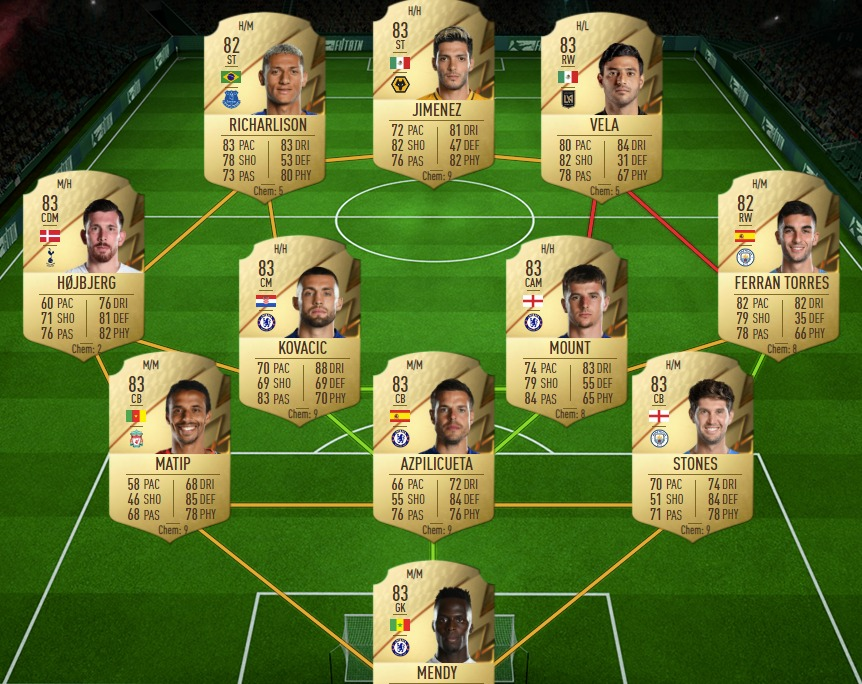 FUTBIN
H/M
82
ST
RICHARLISON
83 PAC 83 DRI
78 SHO 53 DEF
73 PAS 80 PHY
Chem: 5
H/H
83
ST
JIMENEZ
72 PAC 81 DRI
82 SHO 47 DEF
76 PAS 82 PHY
Chem: 9
H/L
83
RW
VELA
80 PAC 84 DRI
82 SHO 31 DEF
78 PAS 67 PHY
Chem: 5
M/H
83
CDM
HØJBJERG
60 PAC 76 DRI
71 SHO 81 DEF
76 PAS 82 PHY
Chem: 2
H/H
83
CM
KOVACIC
70 PAC 88 DRI
69 SHO 69 DEF
83 PAS 70 PHY
Chem: 9
H/H
83
CAM
MOUNT
74 PAC 83 DRI
79 SHO 55 DEF
84 PAS 65 PHY
Chem: 8
H/M
82
RW
FERRAN TORRES
82 PAC 82 DRI
79 SHO 35 DEF
78 PAS 66 PHY
Chem: 8
M/M
83
CB
MATIP
58 PAC 68 DRI
46 SHO 85 DEF
68 PAS 78 PHY
Chem: 9
M/M
83
CB
AZPILICUETA
66 PAC 72 DRI
55 SHO 84 DEF
76 PAS 76 PHY
Chem: 9
H/M
83
CB
STONES
70 PAC 74 DRI
51 SHO 84 DEF
71 PAS 78 PHY
Chem: 9
M/M
83
GK
MENDY